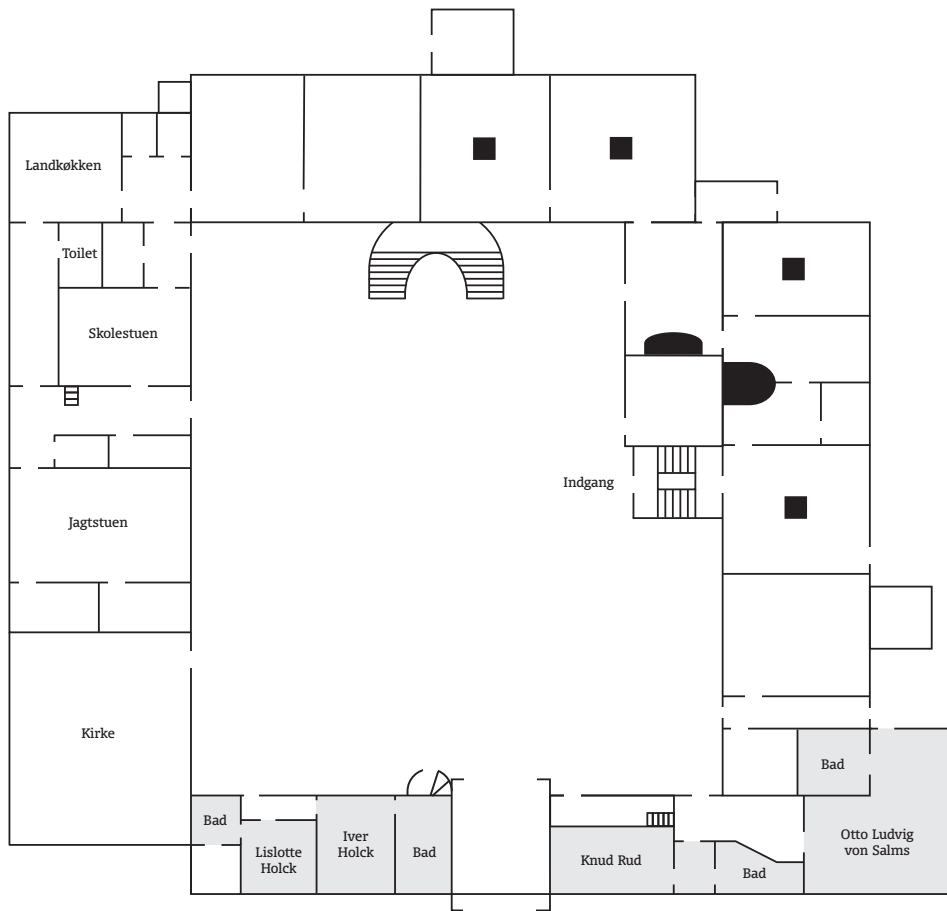 Landkøkken
Toilet
Skolestuen
Indgang
Jagtstuen
Kirke
Bad
Bad
Iver
Holck
Lislotte
Holck
Bad
Knud Rud
Bad
Otto Ludvig
von Salms